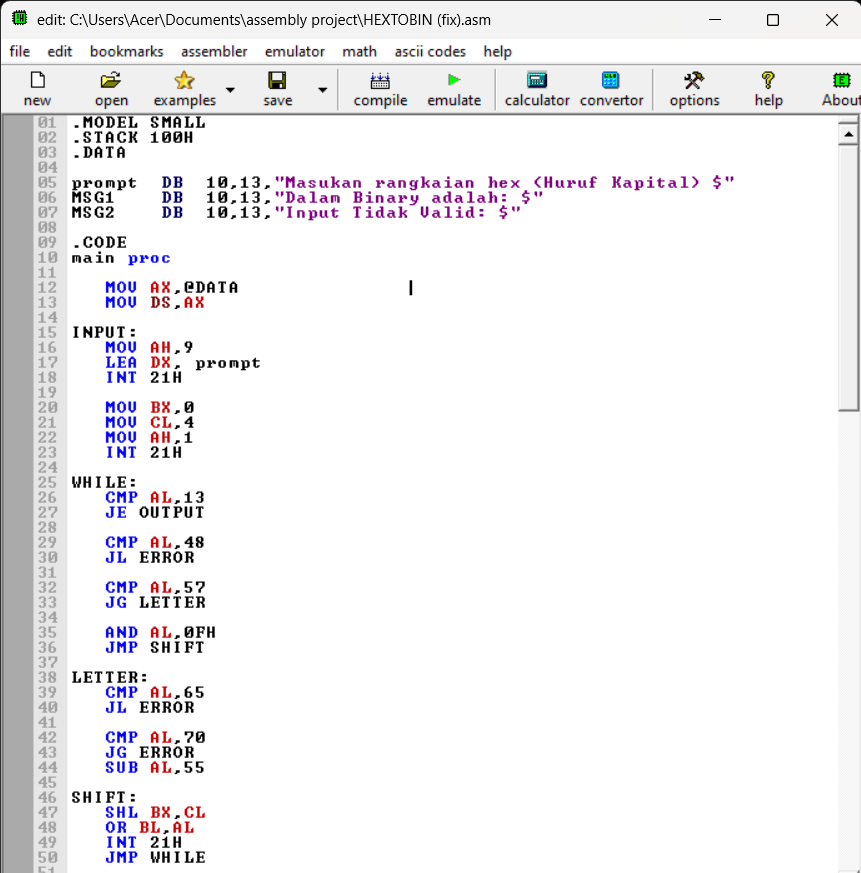 edit: C:\Users\Acer\Documents\assembly project\HEXTOBIN (fix).asm
file edit bookmarks assembler emulator math ascii codes help
new open examples save compile emulate calculator convertor options help About
01 .MODEL SMALL
02 .STACK 100H
03 .DATA
04
05 prompt DB 10,13,"Masukan rangkaian hex (Huruf Kapital) $"
06 MSG1 DB 10,13,"Dalam Binary adalah: $"
07 MSG2 DB 10,13,"Input Tidak Valid: $"
08
09 .CODE
10 main proc
11
12 MOV AX,@DATA
13 MOV DS,AX
14
15 INPUT:
16 MOV AH,9
17 LEA DX, prompt
18 INT 21H
19
20 MOV BX,0
21 MOV CL,4
22 MOV AH,1
23 INT 21H
24
25 WHILE:
26 CMP AL,13
27 JE OUTPUT
28
29 CMP AL,48
30 JL ERROR
31
32 CMP AL,57
33 JG LETTER
34
35 AND AL,0FH
36 JMP SHIFT
37
38 LETTER:
39 CMP AL,65
40 JL ERROR
41
42 CMP AL,70
43 JG ERROR
44 SUB AL,55
45
46 SHIFT:
47 SHL BX,CL
48 OR BL,AL
49 INT 21H
50 JMP WHILE
51